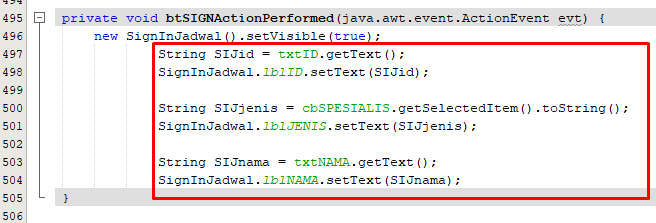 494
495 private void btSIGNActionPerformed(java.awt.event.ActionEvent evt) {
496 new SignInJadwal().setVisible(true);
497 String SIJid = txtID.getText();
498 SignInJadwal.lblID.setText(SIJid);
499
500 String SIJjenis = cbSPESIALIS.getSelectedItem().toString();
501 SignInJadwal.lblJENIS.setText(SIJjenis);
502
503 String SIJnama = txtNAMA.getText();
504 SignInJadwal.lblNAMA.setText(SIJnama);
505 }
506